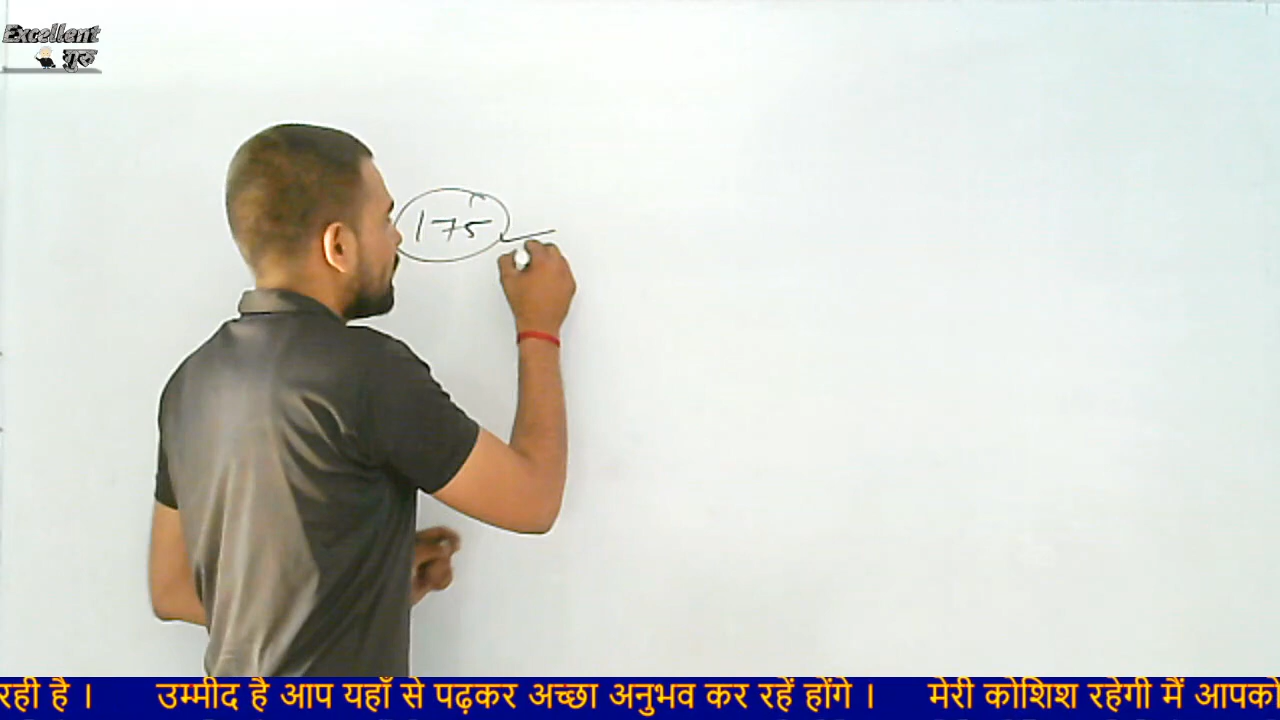 Excellent
गुरु
175
रही है । उम्मीद है आप यहाँ से पढ़कर अच्छा अनुभव कर रहें होंगे । मेरी कोशिश रहेगी मैं आपको